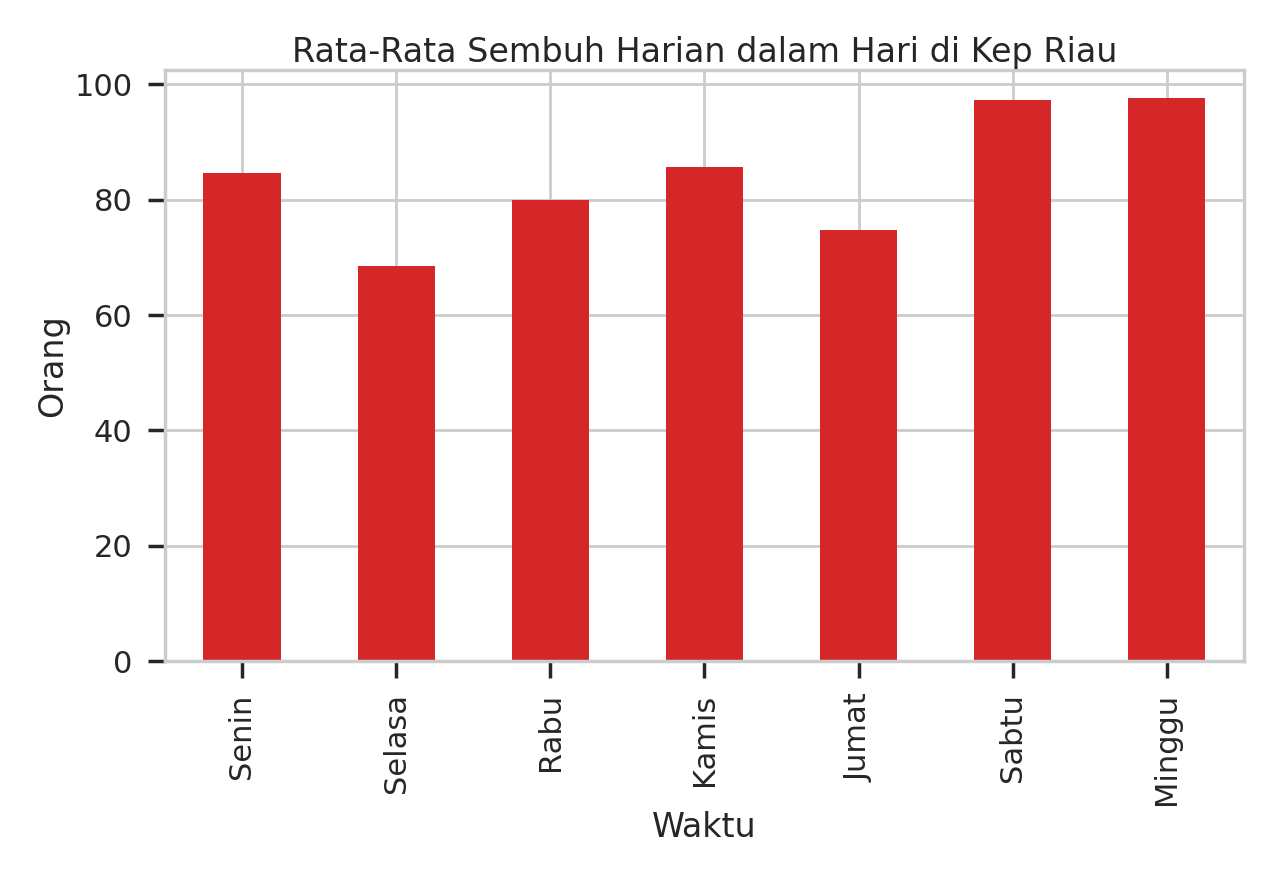 Rata-Rata Sembuh Harian dalam Hari di Kep Riau
100
80
60
40
20
0
Orang
Senin
Selasa
Rabu
Kamis
Jumat
Sabtu
Minggu
Waktu